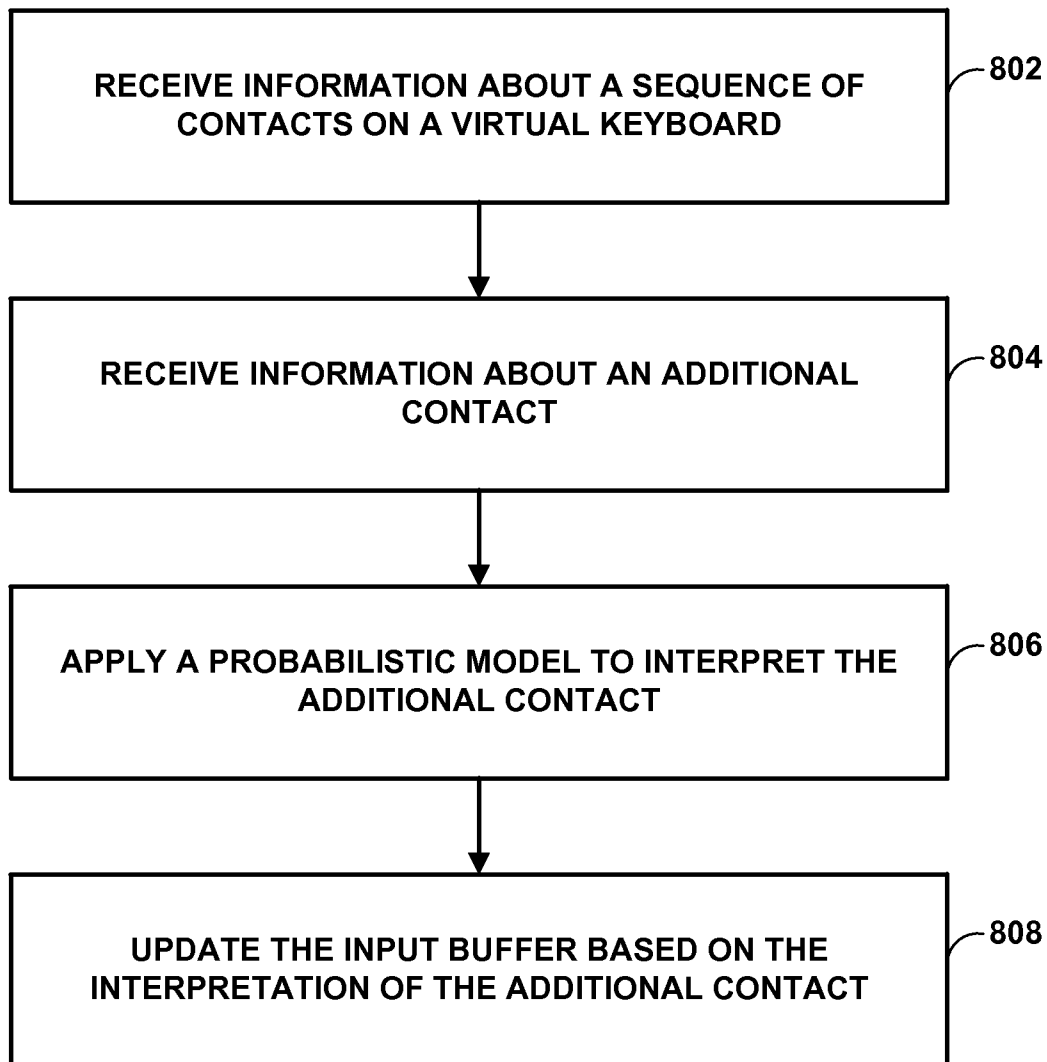 RECEIVE INFORMATION ABOUT A SEQUENCE OF
CONTACTS ON A VIRTUAL KEYBOARD
802
RECEIVE INFORMATION ABOUT AN ADDITIONAL
CONTACT
804
APPLY A PROBABILISTIC MODEL TO INTERPRET THE
ADDITIONAL CONTACT
806
UPDATE THE INPUT BUFFER BASED ON THE
INTERPRETATION OF THE ADDITIONAL CONTACT
808